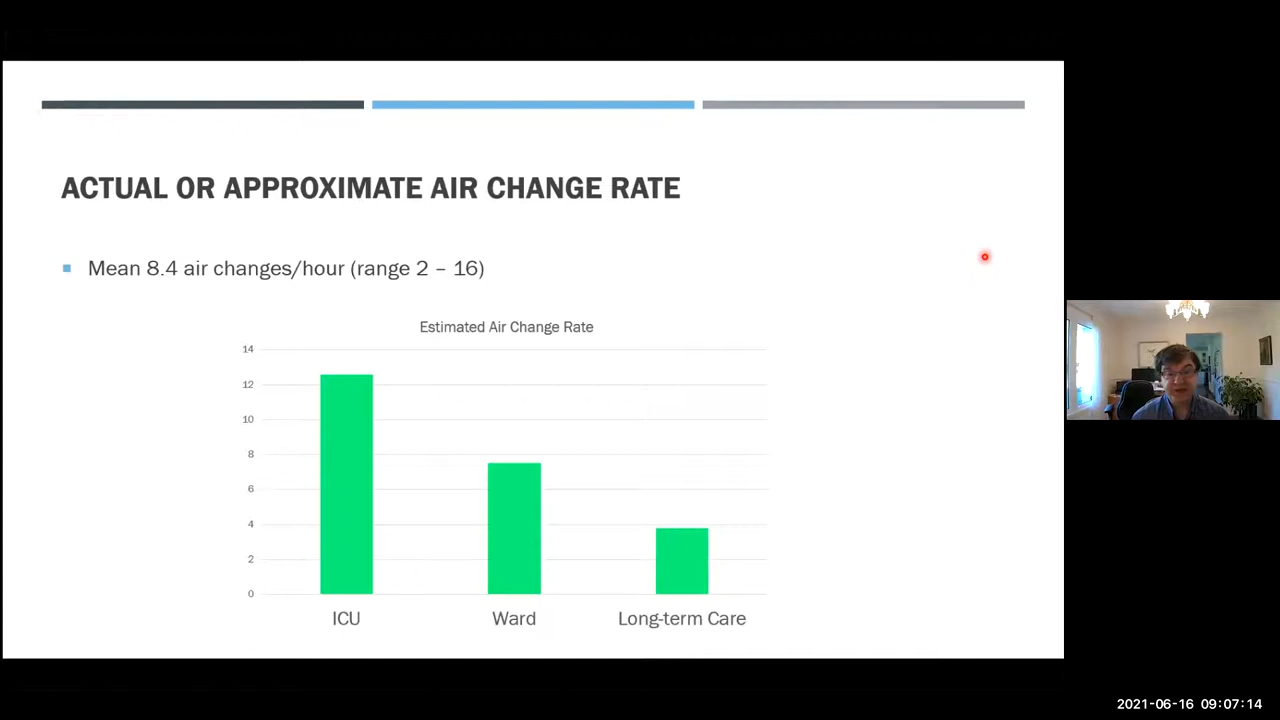 ACTUAL OR APPROXIMATE AIR CHANGE RATE
Mean 8.4 air changes/hour (range 2 – 16)
Estimated Air Change Rate
14
12
10
8
6
4
2
0
ICU Ward Long-term Care
2021-06-16 09:07:14